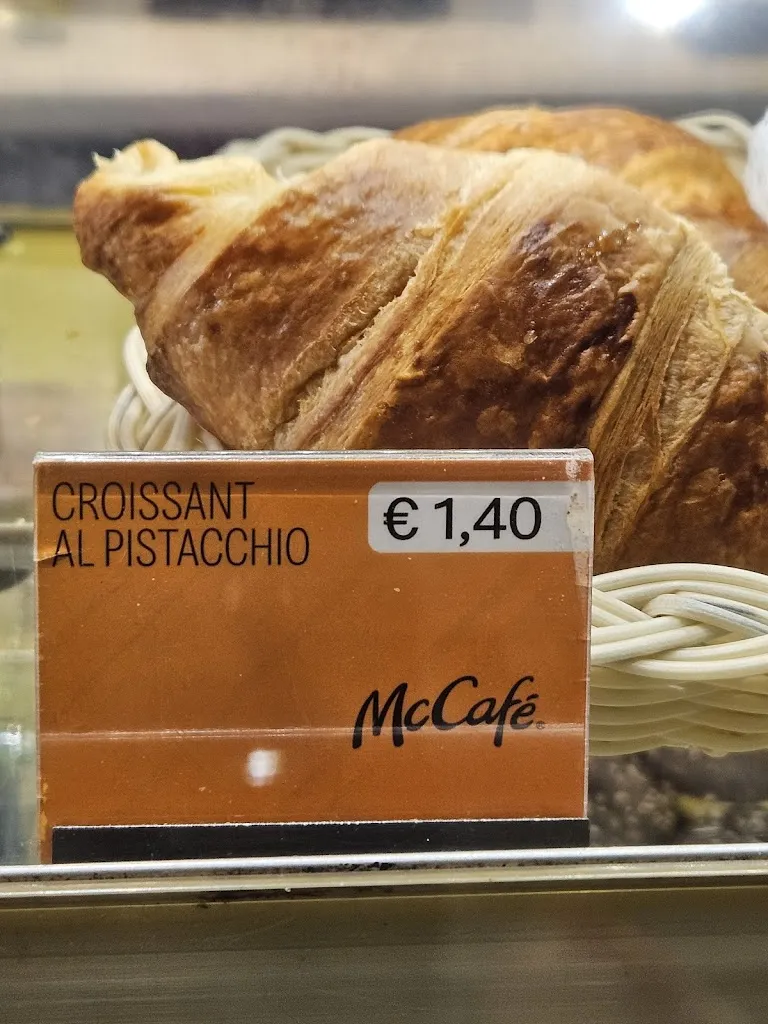 CROISSANT
AL PISTACCHIO
€ 1,40
McCafé